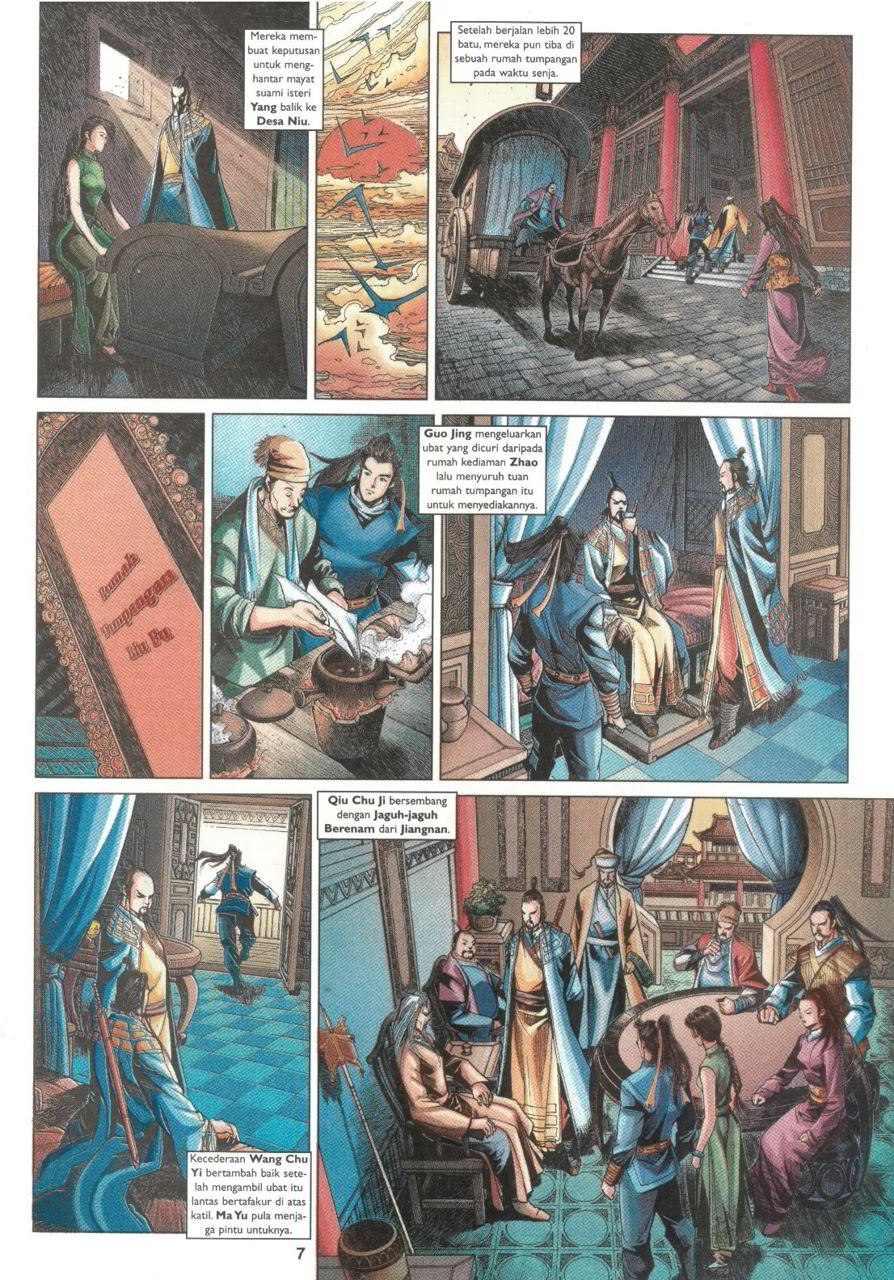 Mereka mem-
buat keputusan
untuk meng-
hantar mayat
suami isteri
Yang balik ke
Desa Niu.
Setelah berjalan lebih 20
batu, mereka pun tiba di
sebuah rumah tumpangan
pada waktu senja.
Rumah
Tumpangan
Liu Fu
Guo Jing mengeluarkan
ubat yang dicuri daripada
rumah kediaman Zhao
lalu menyuruh tuan
rumah tumpangan itu
untuk menyediakannya.
Kecederaan Wang Chu
Yi bertambah baik sete-
lah mengambil ubat itu
lantas bertafakur di atas
katil. Ma Yu pula menja-
ga pintu untuknya.
Qiu Chu Ji bersembang
dengan Jaguh-jaguh
Berenam dari Jiangnan.
7